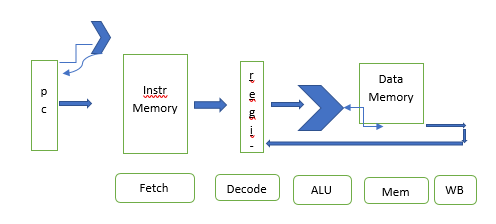 p
c
Instr
Memory
r
e
g
i
-
Data
Memory
Fetch
Decode
ALU
Mem
WB